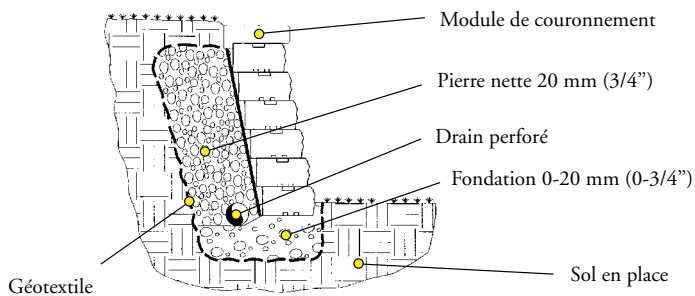 Module de couronnement
Pierre nette 20 mm (3/4”)
Drain perforé
Fondation 0-20 mm (0-3/4”)
Sol en place
Géotextile